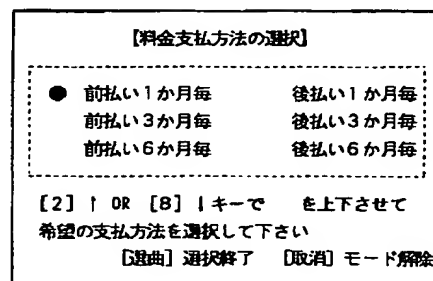 【料金支払方法の選択】
● 前払い1か月毎 後払い1か月毎
前払い3か月毎 後払い3か月毎
前払い6か月毎 後払い6か月毎
[2] ↑ OR [8] ↓キーで を上下させて
希望の支払方法を選択して下さい
[選曲] 選択終了 [取消] モード解除